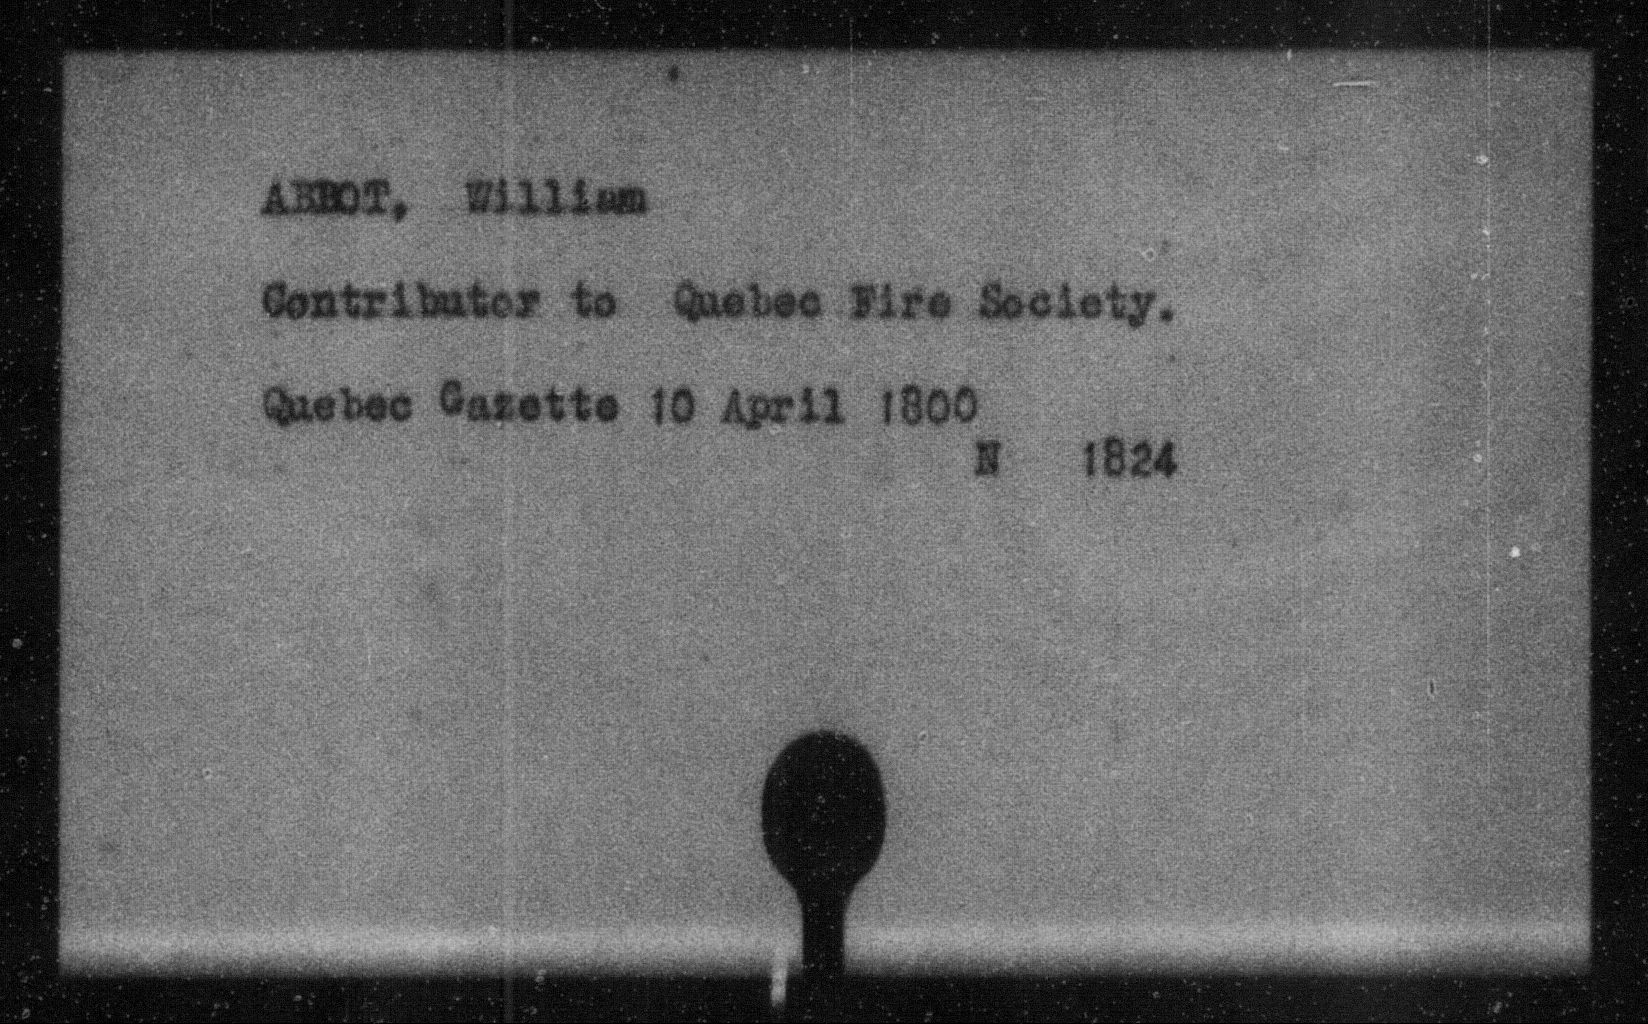 ABBOT, William
Contributor to Quebec Fire Society.
Quebec Gazette 10 April 1800
N 1824